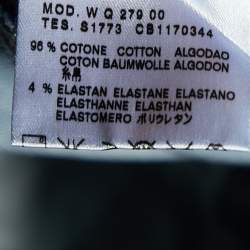 MOD. W Q 279 00
TES. S1773 CB1170344
96 % COTONE COTTON ALGODAO
COTON BAUMWOLLE ALGODON
綿
4 % ELASTAN ELASTANE ELASTANO
ELASTHANNE ELASTHAN
ELASTOMERO ポリウレタン